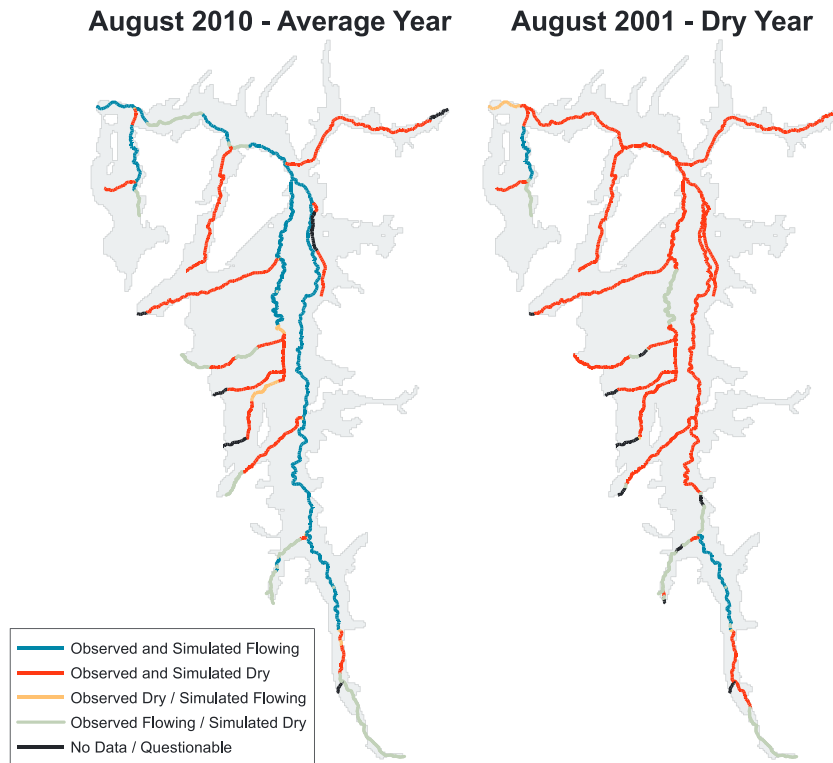 August 2010 - Average Year
August 2001 - Dry Year
Observed and Simulated Flowing
Observed and Simulated Dry
Observed Dry / Simulated Flowing
Observed Flowing / Simulated Dry
No Data / Questionable